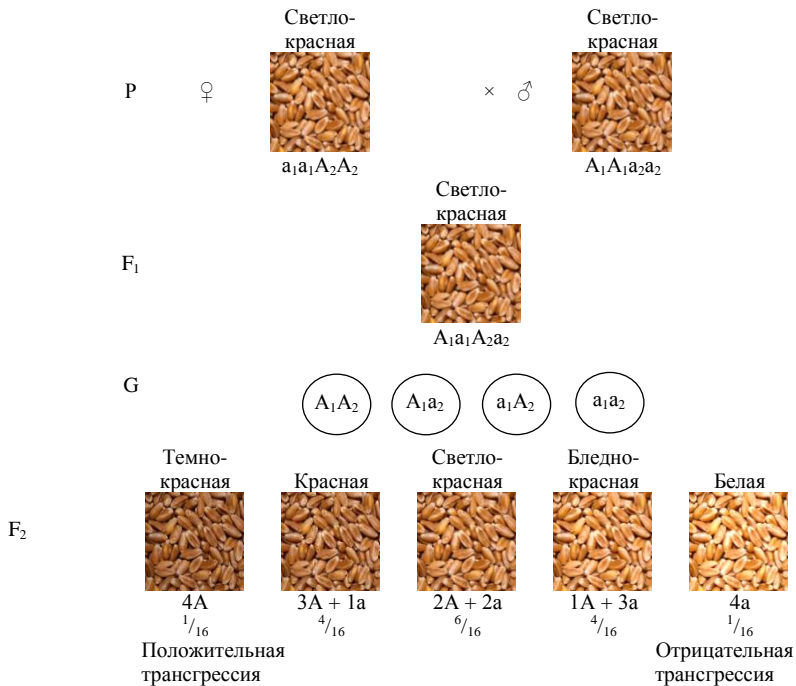 Светло-
красная
Светло-
красная
P ♀ × ♂
a₁a₁A₂A₂
A₁A₁a₂a₂
Светло-
красная
F₁
A₁a₁A₂a₂
G
A₁A₂ A₁a₂ a₁A₂ a₁a₂
Темно-
красная
Красная
Светло-
красная
Бледно-
красная
Белая
F₂
4A 3A + 1a 2A + 2a 1A + 3a 4a
¹/₁₆ ⁴/₁₆ ⁶/₁₆ ⁴/₁₆ ¹/₁₆
Положительная
трансгрессия
Отрицательная
трансгрессия